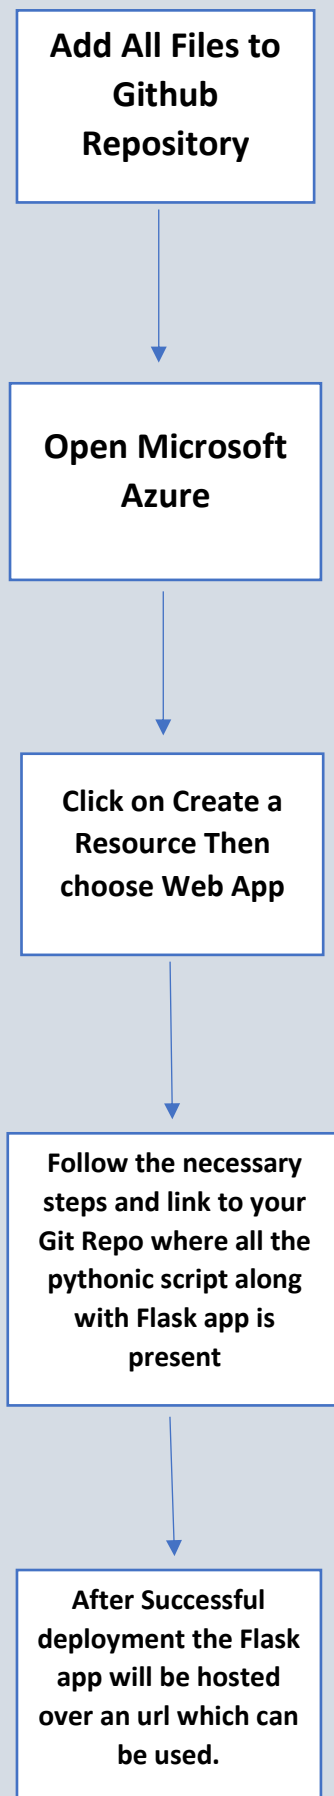 Add All Files to
Github
Repository
Open Microsoft
Azure
Click on Create a
Resource Then
choose Web App
Follow the necessary
steps and link to your
Git Repo where all the
pythonic script along
with Flask app is
present
After Successful
deployment the Flask
app will be hosted
over an url which can
be used.